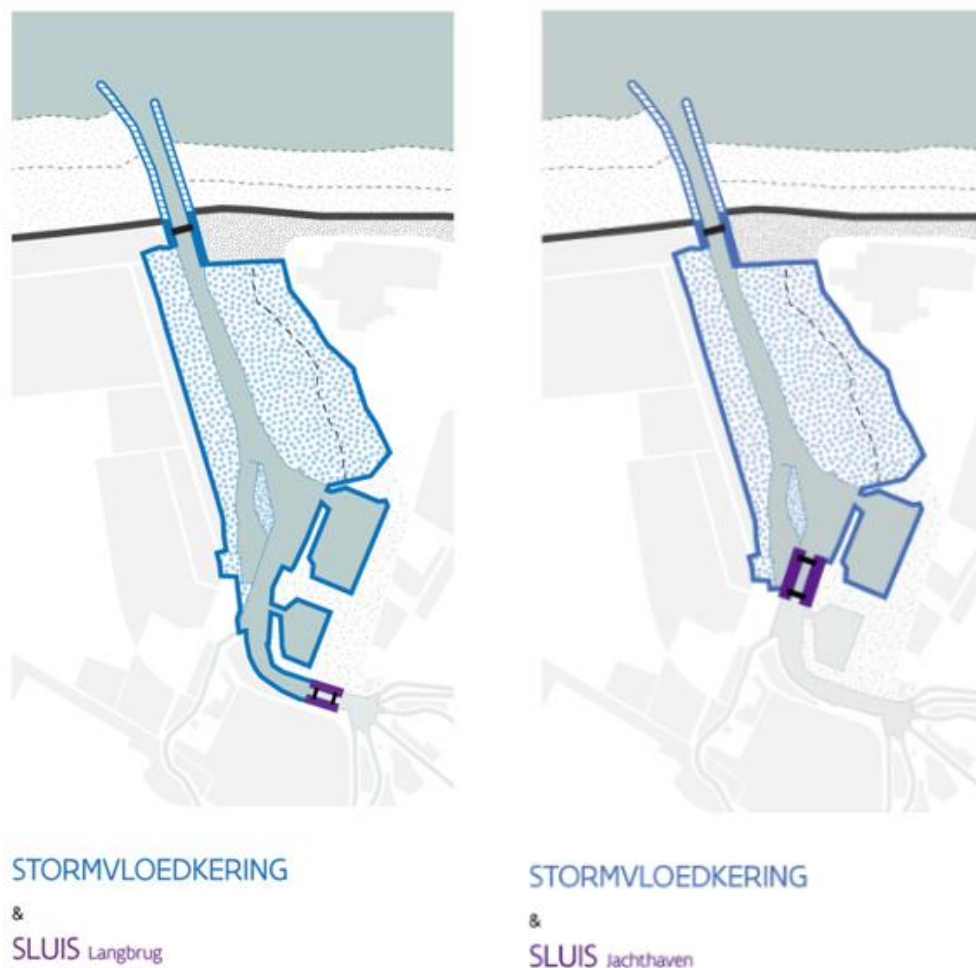 STORMVLOEDKERING
&
SLUIS Langbrug
STORMVLOEDKERING
&
SLUIS Jachthaven